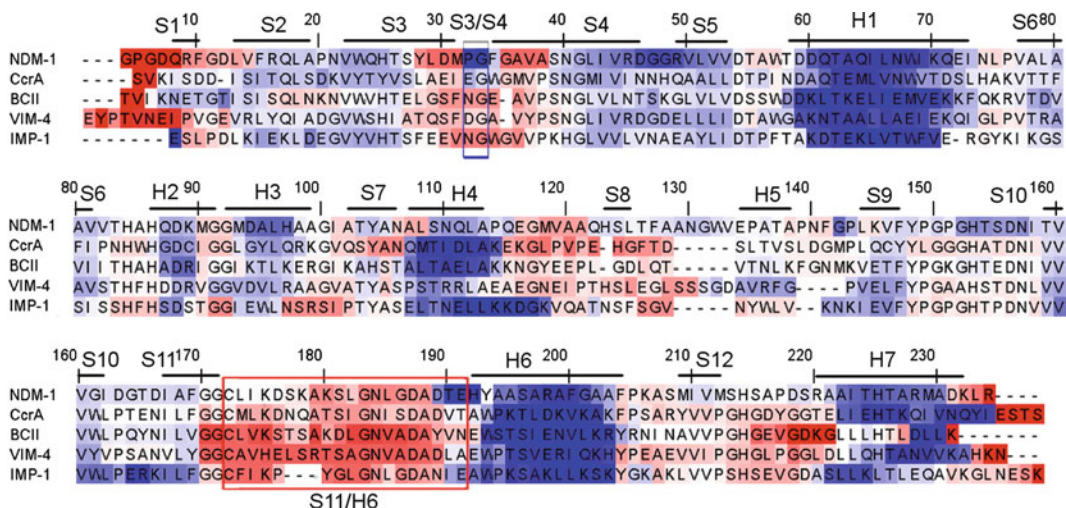 S1 S2 S3 S3/S4 S4 S5 H1 S6
10 20 30 40 50 60 70 80
NDM-1 ---GPGDQRFGDLVFRQLAPNVWQHTSYLDMPGFGAVASNGLIVRDGGRVLVVDTAWTDDQTAQILNWIKQEINLPVALA
CcrA ----SVKISDD-ISITQLSDKVYTYVSLAEIEGWGMVPSNGMIVINNHQAALLDTPINDAQTEMLVNWVTDSLHAKVTTF
BCII ---TVIKNETGTISISQLNKNVWVHTELGSFNGE-AVPSNGLVLNTSKGLVLVDSSWDDKLTKELIEMVEKKFQKRVTDV
VIM-4 EYPTVNEIPVGEVRLYQIADGVWSHIATQSFDGA-VYPSNGLIVRDGDELLLIDTAWGAKNTAALLAEIEKQIGLPVTRA
IMP-1 -------ESLPDLKIEKLDEGVYVHTSFEEVNGWGVVPKHGLVVLVNAEAYLIDTPFTAKDTEKLVTWFVE-RGYKIKGS
80 90 100 110 120 130 140 150 160
S6 H2 H3 S7 H4 S8 H5 S9 S10
NDM-1 AVVTHAHQDKMGGMDALHAAGIATYANALSNQLAPQEGMVAAQHSLTFAANGWVEPATAPNFGPLKVFYPGPGHTSDNITV
CcrA FIPNHWHGDCIGGLGYLQRKGVQSYANQMTIDLAKEKGLPVPE-HGFTD-----SLTVSLDGMPLQCYYLGGGHATDNIVV
BCII VIITHAHADRIGGIKTLKERGIKAHSTALTAELAKKNGYEEPL-GDLQT-----VTNLKFGNMKVETFYPGKGHTEDNIVV
VIM-4 AVSTHFHDDRVGGVDVLRAAGVATYASPSTRRLAEAEGNEIPTHSLEGLSSSGDAVRFG---PVELFYPGAAHSTDNLVV
IMP-1 SISSHFHSDSTGGIEWLNSRSIPTYASELTNELLKKDGKVQATNSFSGV-----NYWLV---KNKIEVFYPGPGHTPDNVVV
160 170 180 190 200 210 220 230
S10 S11 H6 S12 H7
NDM-1 VGIDGTDIAFGGCLIKDSKAKSLGNLGDADTEHYAASARAFGAAFPKASMIVMSHSAPDSRAAITHTARMADKLR----
CcrA VWLPTENILFGGCMLKDNQATSIGNISDADVTAWPKTLDKVKAKFPSARYVVPGHGDYGGTELIEHTKQIVNQYIESTS
BCII VWLPQYNILVGGCLVKSTSAKDLGNVADAYVNEWSTSIENVLKRYRNINAVVPGHGEVGDKGLLLHTLDLLK-------
VIM-4 VYVPSANVLYGGCAVHELSRTSAGNVADADLAEWPTSVERIQKHYPEAEVVIPGHGLPGGLDLLQHTANVVKAHKN---
IMP-1 VWLPERKILFGGCFIKP---YGLGNLGDANIEAWPKSAKLLKSKYGKAKLVVPSHSEVGDASLLKLTLEQAVKGLNESK
S11/H6